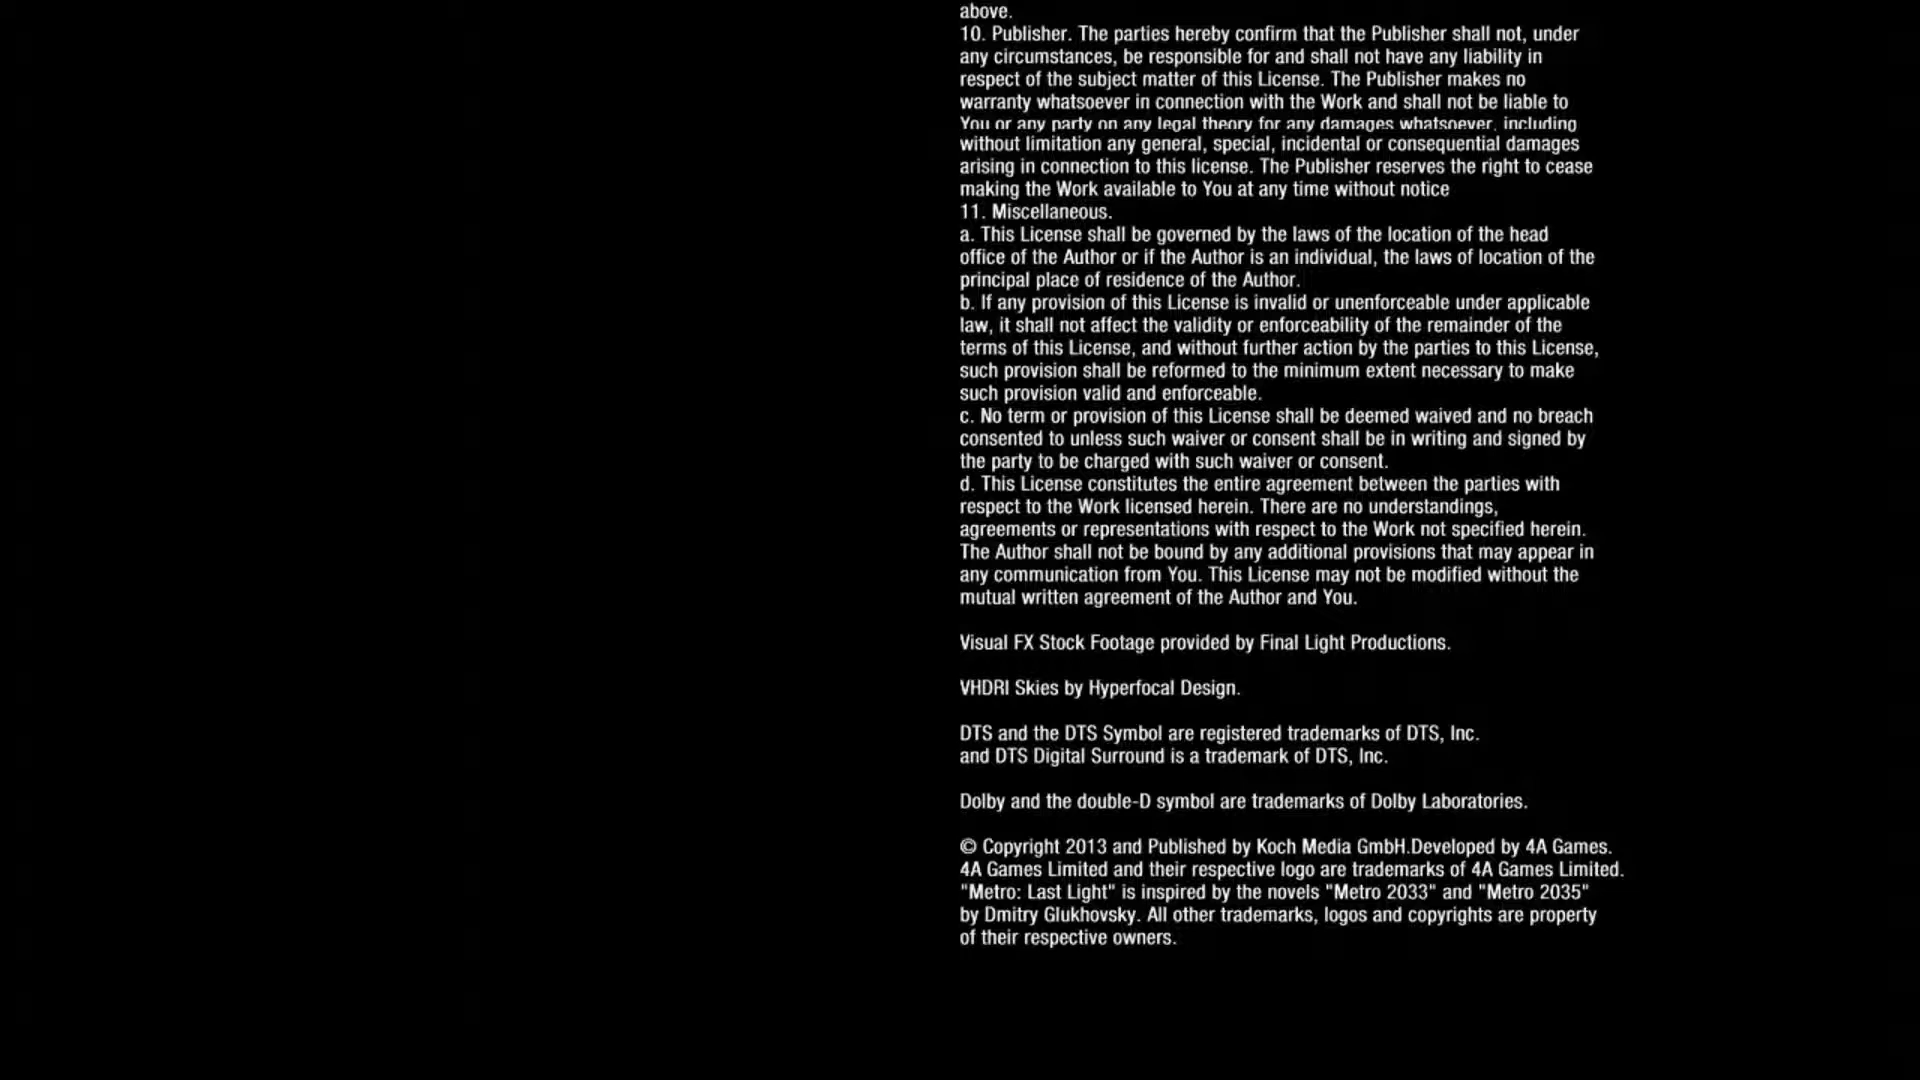 above.
10. Publisher. The parties hereby confirm that the Publisher shall not, under
any circumstances, be responsible for and shall not have any liability in
respect of the subject matter of this License. The Publisher makes no
warranty whatsoever in connection with the Work and shall not be liable to
You or any party on any legal theory for any damages whatsoever, including
without limitation any general, special, incidental or consequential damages
arising in connection to this license. The Publisher reserves the right to cease
making the Work available to You at any time without notice
11. Miscellaneous.
a. This License shall be governed by the laws of the location of the head
office of the Author or if the Author is an individual, the laws of location of the
principal place of residence of the Author.
b. If any provision of this License is invalid or unenforceable under applicable
law, it shall not affect the validity or enforceability of the remainder of the
terms of this License, and without further action by the parties to this License,
such provision shall be reformed to the minimum extent necessary to make
such provision valid and enforceable.
c. No term or provision of this License shall be deemed waived and no breach
consented to unless such waiver or consent shall be in writing and signed by
the party to be charged with such waiver or consent.
d. This License constitutes the entire agreement between the parties with
respect to the Work licensed herein. There are no understandings,
agreements or representations with respect to the Work not specified herein.
The Author shall not be bound by any additional provisions that may appear in
any communication from You. This License may not be modified without the
mutual written agreement of the Author and You.
Visual FX Stock Footage provided by Final Light Productions.
VHDRI Skies by Hyperfocal Design.
DTS and the DTS Symbol are registered trademarks of DTS, Inc.
and DTS Digital Surround is a trademark of DTS, Inc.
Dolby and the double-D symbol are trademarks of Dolby Laboratories.
© Copyright 2013 and Published by Koch Media GmbH.Developed by 4A Games.
4A Games Limited and their respective logo are trademarks of 4A Games Limited.
"Metro: Last Light" is inspired by the novels "Metro 2033" and "Metro 2035"
by Dmitry Glukhovsky. All other trademarks, logos and copyrights are property
of their respective owners.